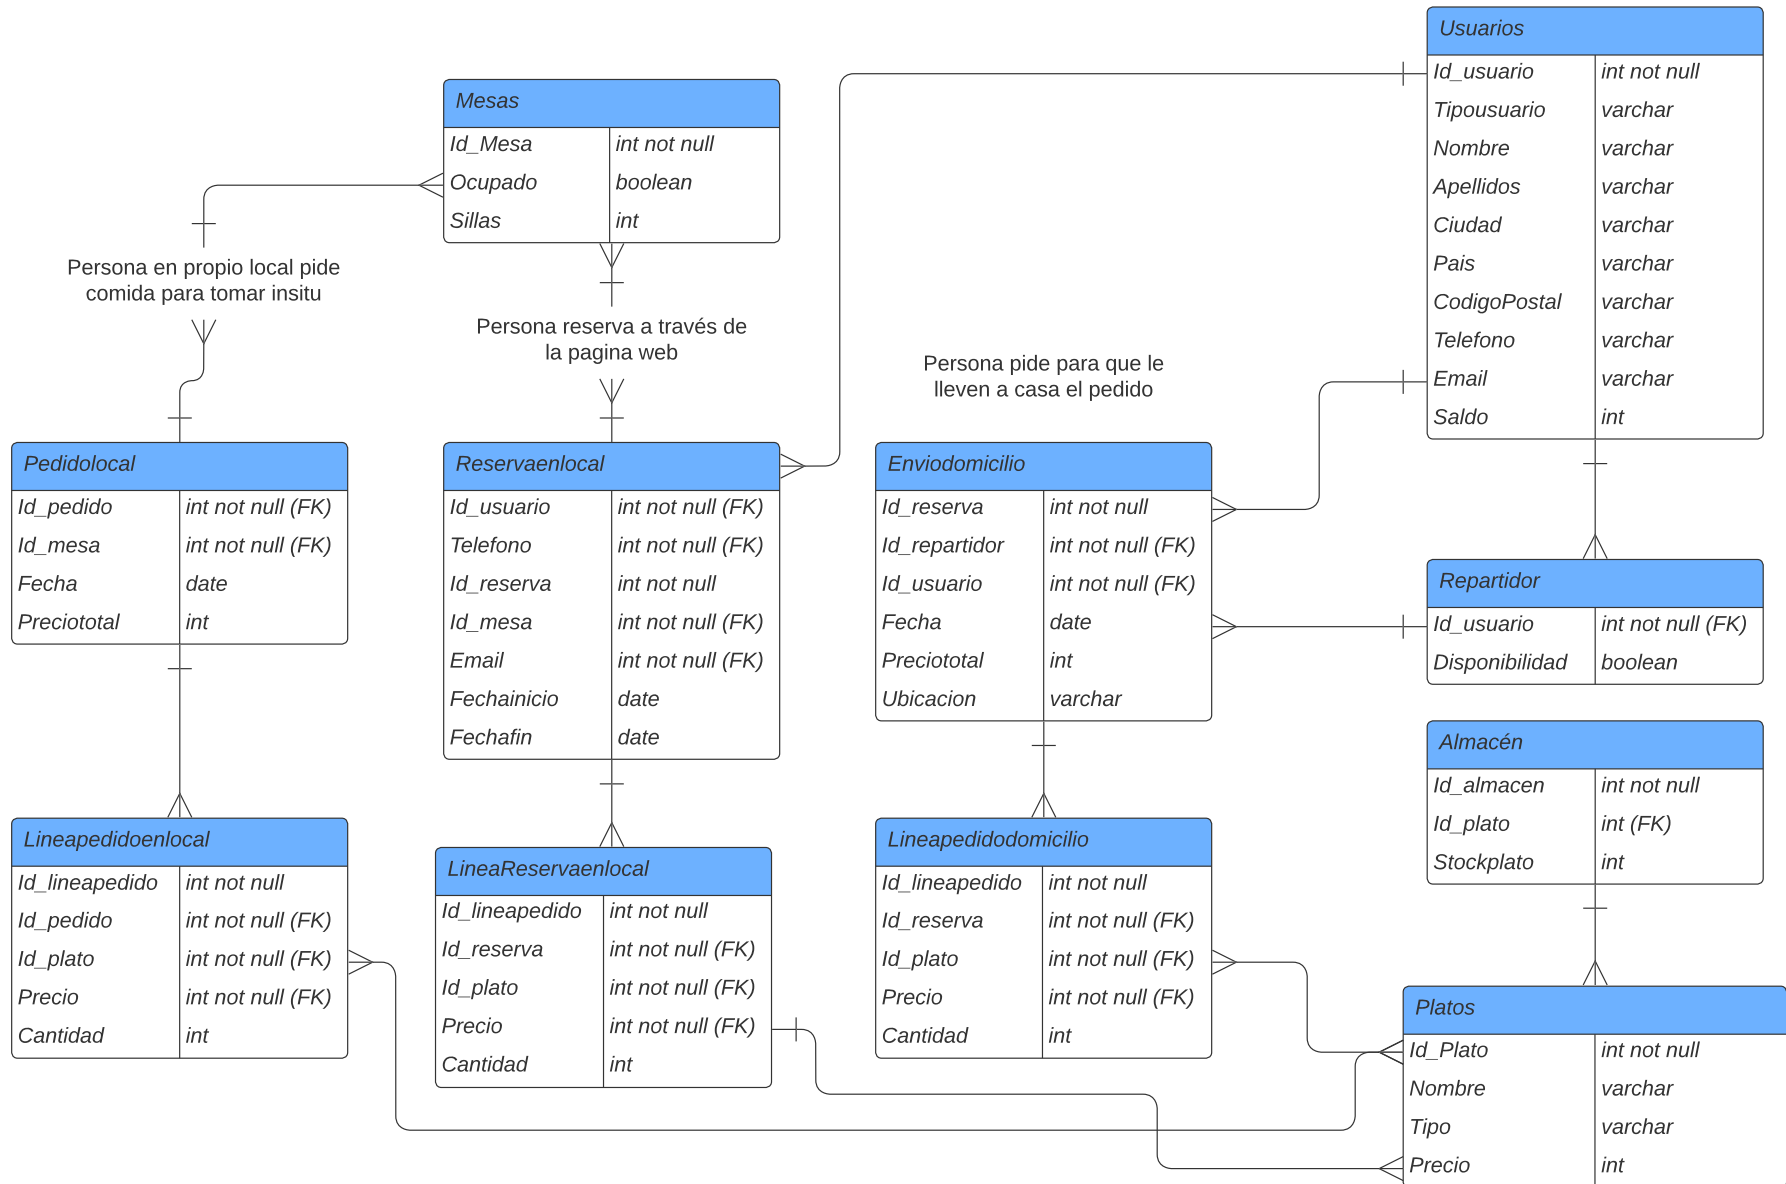 Usuarios
Id_usuario int not null
Tipousuario varchar
Nombre varchar
Apellidos varchar
Ciudad varchar
Pais varchar
CodigoPostal varchar
Telefono varchar
Email varchar
Saldo int
Mesas
Id_Mesa int not null
Ocupado boolean
Sillas int
Persona en propio local pide
comida para tomar insitu
Persona reserva a través de
la pagina web
Persona pide para que le
lleven a casa el pedido
Pedidolocal
Id_pedido int not null (FK)
Id_mesa int not null (FK)
Fecha date
Preciototal int
Reservaenlocal
Id_usuario int not null (FK)
Telefono int not null (FK)
Id_reserva int not null
Id_mesa int not null (FK)
Email int not null (FK)
Fechainicio date
Fechafin date
Enviodomicilio
Id_reserva int not null
Id_repartidor int not null (FK)
Id_usuario int not null (FK)
Fecha date
Preciototal int
Ubicacion varchar
Repartidor
Id_usuario int not null (FK)
Disponibilidad boolean
Almacén
Id_almacen int not null
Id_plato int (FK)
Stockplato int
Lineapedidoenlocal
Id_lineapedido int not null
Id_pedido int not null (FK)
Id_plato int not null (FK)
Precio int not null (FK)
Cantidad int
LineaReservaenlocal
Id_lineapedido int not null
Id_reserva int not null (FK)
Id_plato int not null (FK)
Precio int not null (FK)
Cantidad int
Lineapedidodomicilio
Id_lineapedido int not null
Id_reserva int not null (FK)
Id_plato int not null (FK)
Precio int not null (FK)
Cantidad int
Platos
Id_Plato int not null
Nombre varchar
Tipo varchar
Precio int